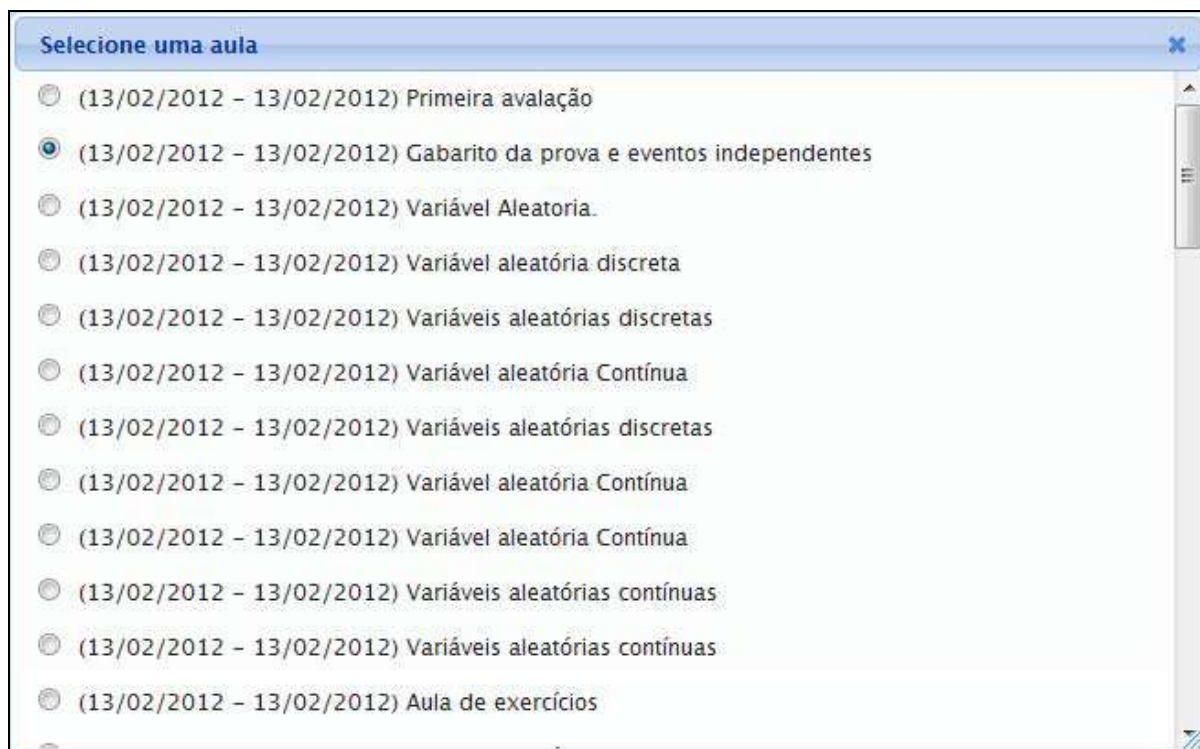 Selecione uma aula
(13/02/2012 - 13/02/2012) Primeira avalação
(13/02/2012 - 13/02/2012) Gabarito da prova e eventos independentes
(13/02/2012 - 13/02/2012) Variável Aleatoria.
(13/02/2012 - 13/02/2012) Variável aleatória discreta
(13/02/2012 - 13/02/2012) Variáveis aleatórias discretas
(13/02/2012 - 13/02/2012) Variável aleatória Contínua
(13/02/2012 - 13/02/2012) Variáveis aleatórias discretas
(13/02/2012 - 13/02/2012) Variável aleatória Contínua
(13/02/2012 - 13/02/2012) Variável aleatória Contínua
(13/02/2012 - 13/02/2012) Variáveis aleatórias contínuas
(13/02/2012 - 13/02/2012) Variáveis aleatórias contínuas
(13/02/2012 - 13/02/2012) Aula de exercícios